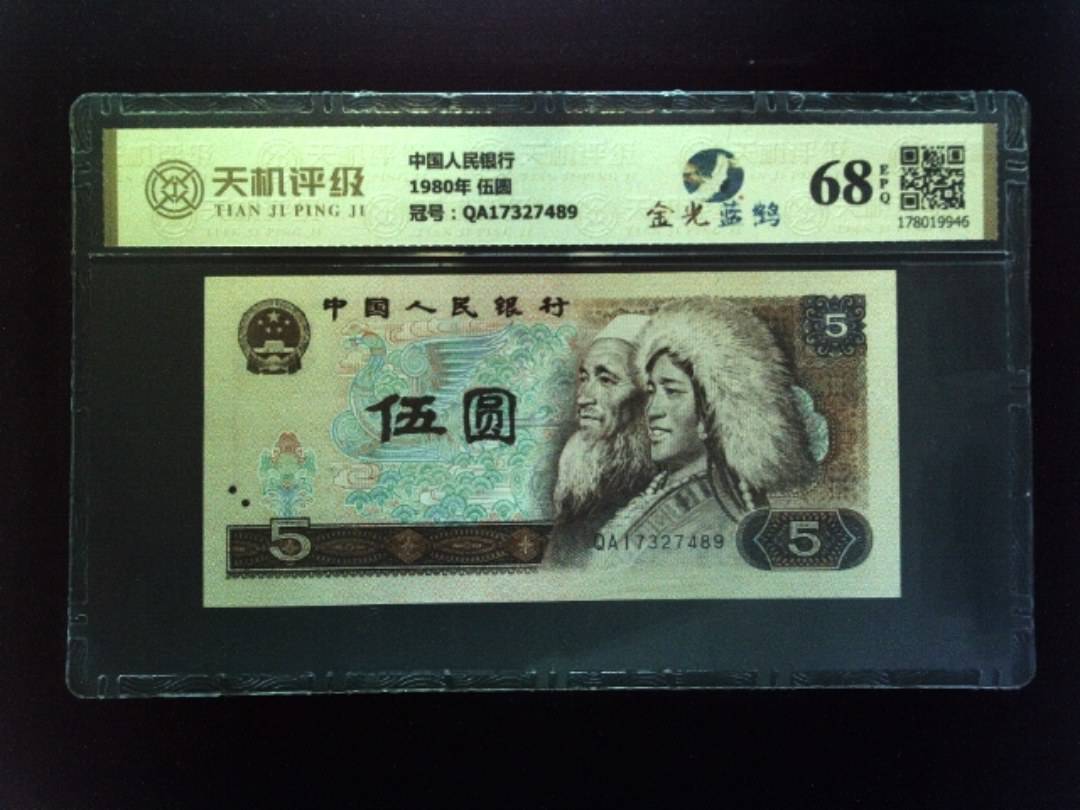 天机评级
TIAN JI PING JI
中国人民银行
1980年 伍圆
冠号：QA17327489
金光蓝鹤
68
EPQ
178019946
中国人民银行
5
伍圆
QA17327489
5
5